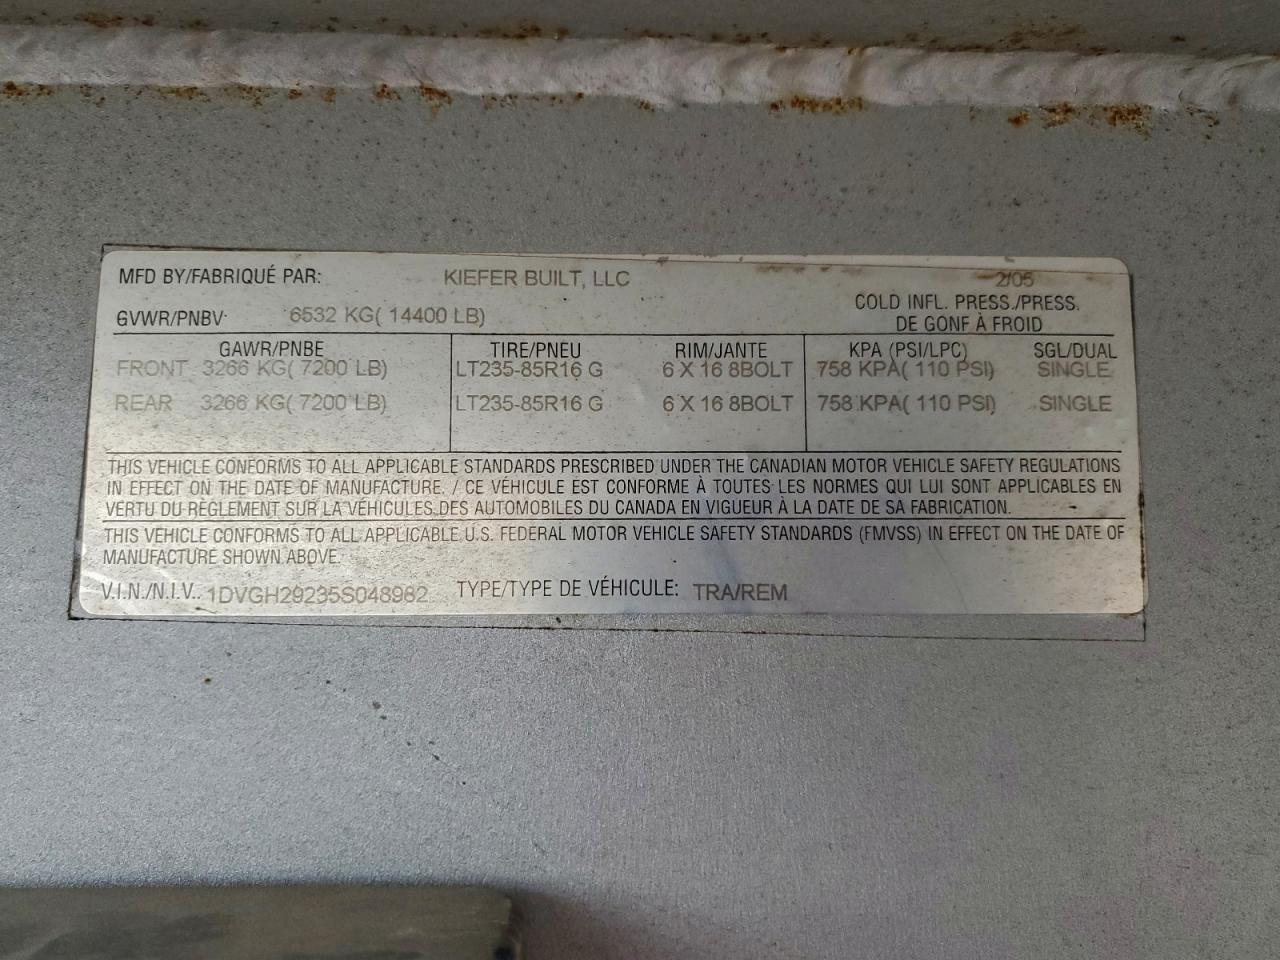 MFD BY/FABRIQUÉ PAR: KIEFER BUILT, LLC 2/05
GVWR/PNBV: 6532 KG( 14400 LB) COLD INFL. PRESS./PRESS.
DE GONF À FROID
GAWR/PNBE TIRE/PNEU RIM/JANTE KPA (PSI/LPC) SGL/DUAL
FRONT 3266 KG( 7200 LB) LT235-85R16 G 6 X 16 8BOLT 758 KPA( 110 PSI) SINGLE
REAR 3266 KG( 7200 LB) LT235-85R16 G 6 X 16 8BOLT 758 KPA( 110 PSI) SINGLE
THIS VEHICLE CONFORMS TO ALL APPLICABLE STANDARDS PRESCRIBED UNDER THE CANADIAN MOTOR VEHICLE SAFETY REGULATIONS
IN EFFECT ON THE DATE OF MANUFACTURE. / CE VÉHICULE EST CONFORME À TOUTES LES NORMES QUI LUI SONT APPLICABLES EN
VERTU DU RÈGLEMENT SUR LA VÉHICULES DES AUTOMOBILES DU CANADA EN VIGUEUR À LA DATE DE SA FABRICATION.
THIS VEHICLE CONFORMS TO ALL APPLICABLE U.S. FEDERAL MOTOR VEHICLE SAFETY STANDARDS (FMVSS) IN EFFECT ON THE DATE OF
MANUFACTURE SHOWN ABOVE.
V.I.N./N.I.V.: 1DVGH29235S048982 TYPE/TYPE DE VÉHICULE: TRA/REM